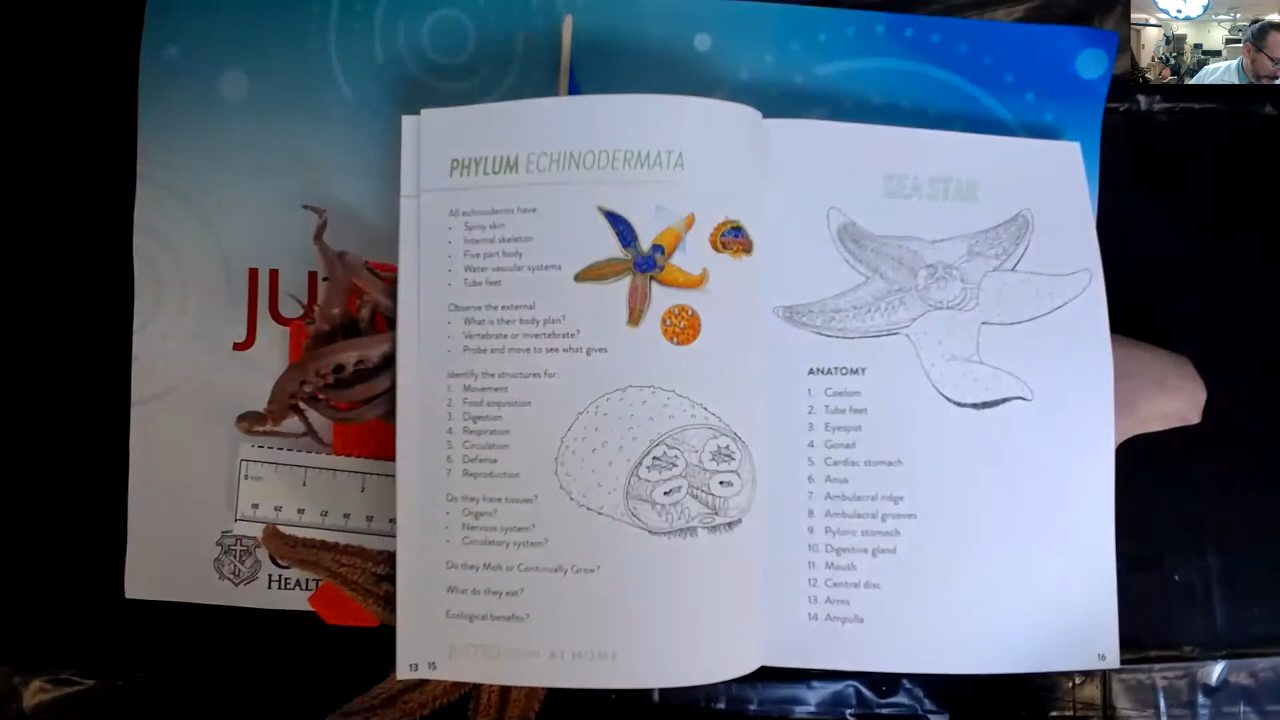 PHYLUM ECHINODERMATA
All echinoderms have:
• Spiny skin
• Internal skeleton
• Five part body
• Water vascular systems
• Tube feet
Observe the external
• What is their body plan?
• Vertebrate or invertebrate?
• Probe and move to see what gives
Identify the structures for:
1. Movement
2. Food acquisition
3. Digestion
4. Respiration
5. Circulation
6. Defense
7. Reproduction
Do they have tissues?
• Organs?
• Nervous system?
• Circulatory system?
Do they Molt or Continually Grow?
What do they eat?
Ecological benefits?
AT HOME
13 15
SEA STAR
ANATOMY
1. Coelom
2. Tube feet
3. Eyespot
4. Gonad
5. Cardiac stomach
6. Anus
7. Ambulacral ridge
8. Ambulacral grooves
9. Pyloric stomach
10. Digestive gland
11. Mouth
12. Central disc
13. Arms
14. Ampulla
16
JU
0 mm 1 2
HEALT